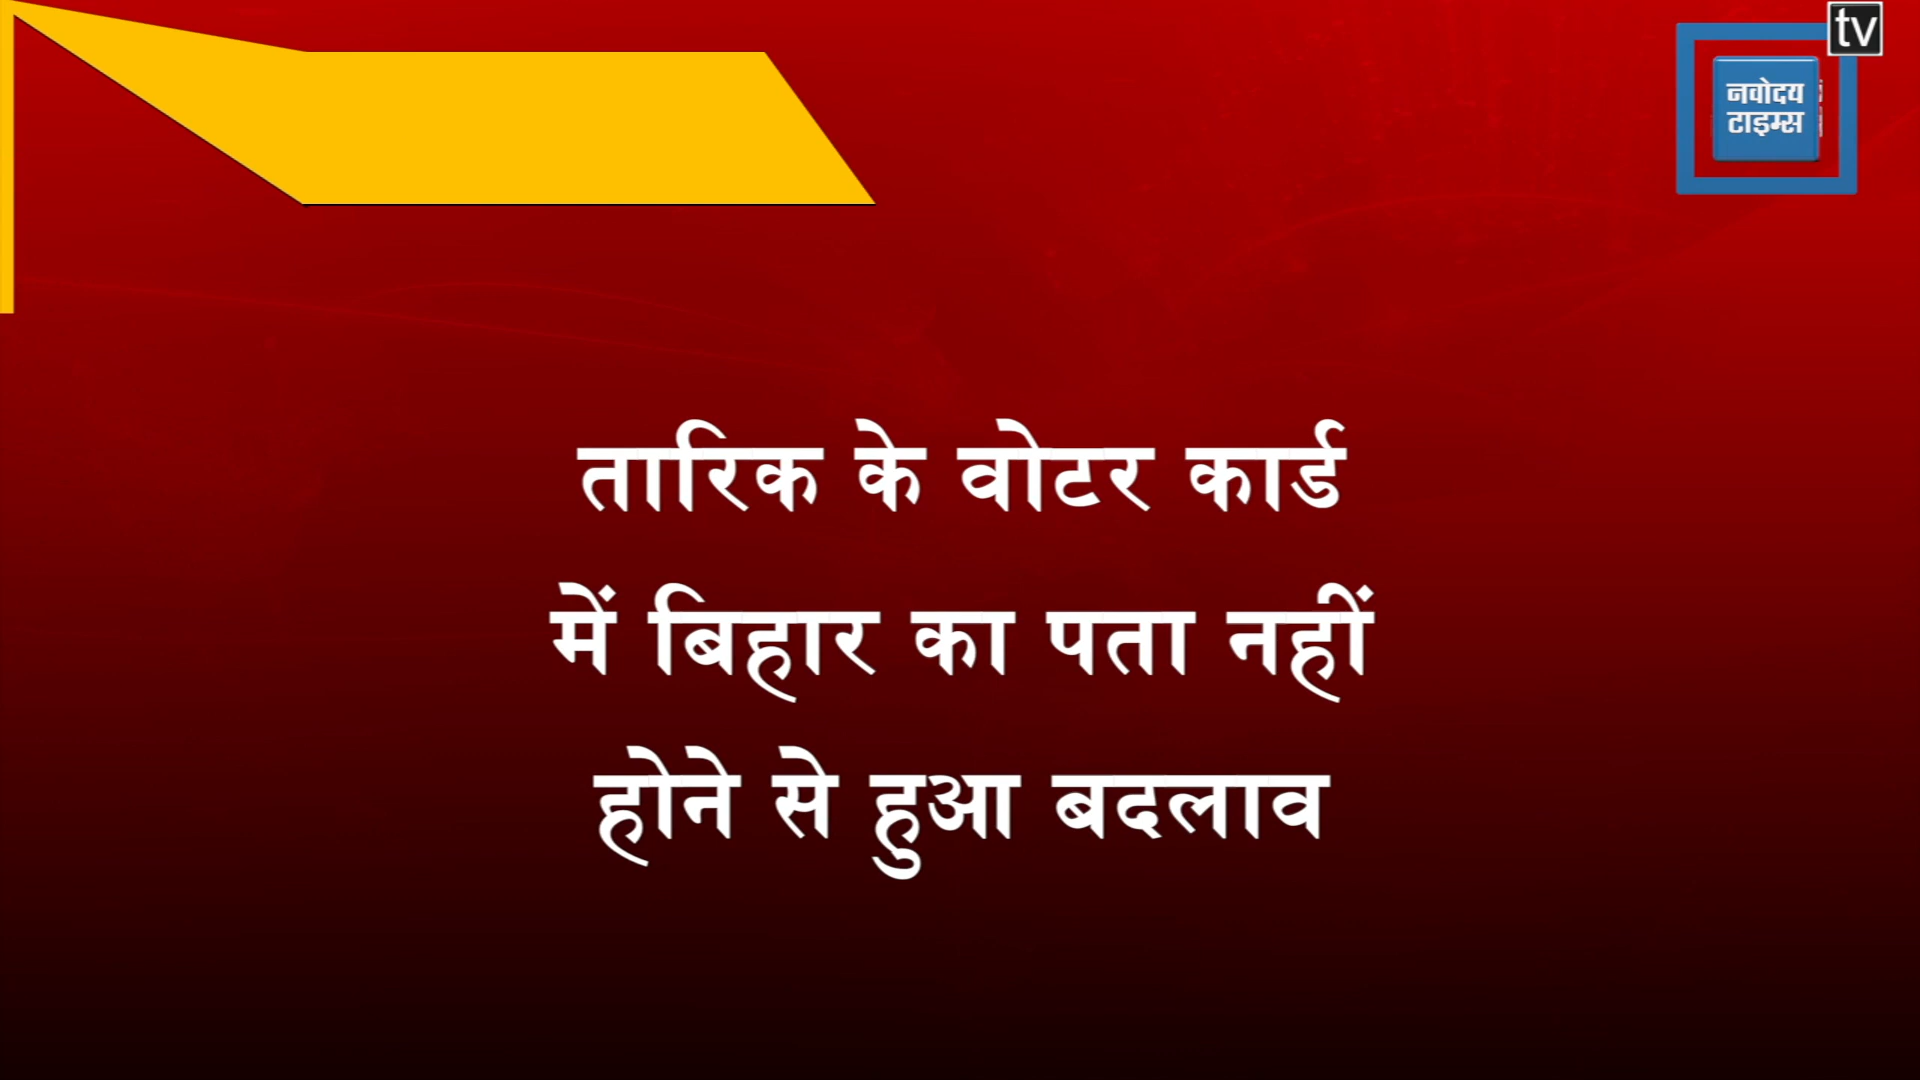 tv
नवोदय
टाइम्स
तारिक के वोटर कार्ड
में बिहार का पता नहीं
होने से हुआ बदलाव